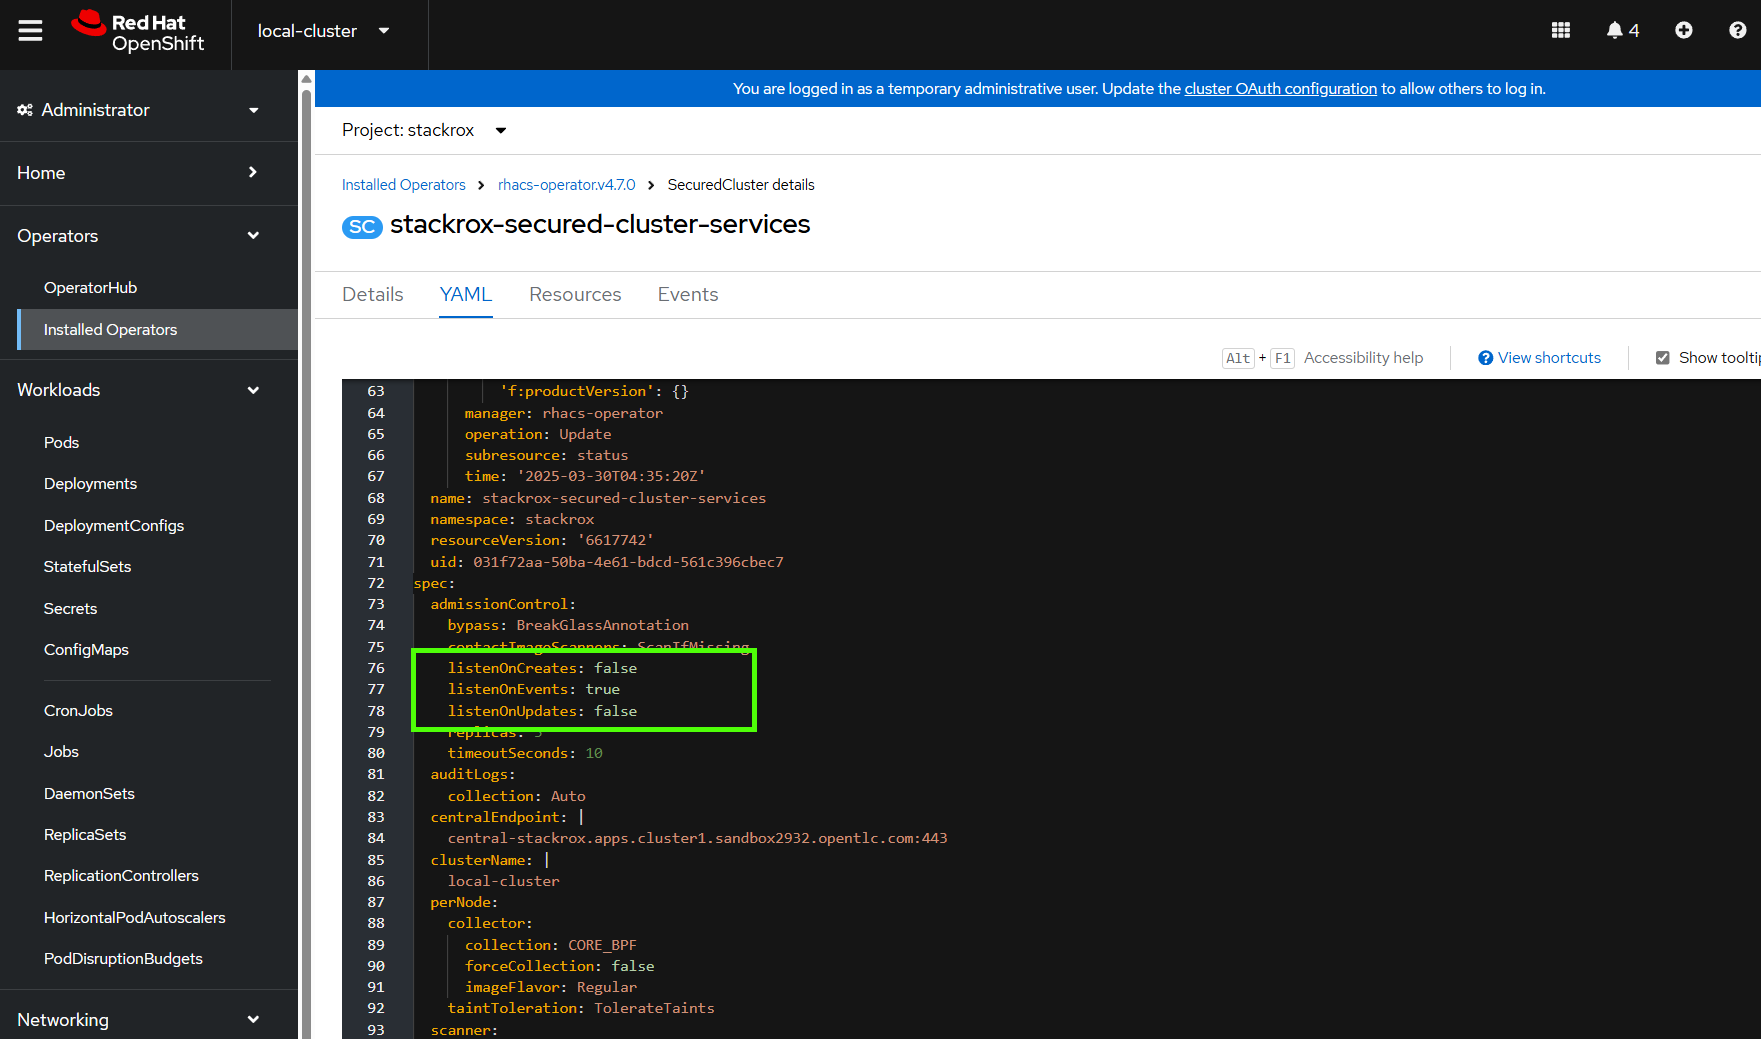 Red Hat
OpenShift
local-cluster
4
Administrator
Home
Operators
OperatorHub
Installed Operators
Workloads
Pods
Deployments
DeploymentConfigs
StatefulSets
Secrets
ConfigMaps
CronJobs
Jobs
DaemonSets
ReplicaSets
ReplicationControllers
HorizontalPodAutoscalers
PodDisruptionBudgets
Networking
You are logged in as a temporary administrative user. Update the cluster OAuth configuration to allow others to log in.
Project: stackrox
Installed Operators > rhacs-operator.v4.7.0 > SecuredCluster details
SC stackrox-secured-cluster-services
Details YAML Resources Events
Alt + F1 Accessibility help View shortcuts Show toolti
63 'f:productVersion': {}
64 manager: rhacs-operator
65 operation: Update
66 subresource: status
67 time: '2025-03-30T04:35:20Z'
68 name: stackrox-secured-cluster-services
69 namespace: stackrox
70 resourceVersion: '6617742'
71 uid: 031f72aa-50ba-4e61-bdcd-561c396cbec7
72 spec:
73 admissionControl:
74 bypass: BreakGlassAnnotation
75 contactImageScanners: ScanIfMissing
76 listenOnCreates: false
77 listenOnEvents: true
78 listenOnUpdates: false
79 replicas:
80 timeoutSeconds: 10
81 auditLogs:
82 collection: Auto
83 centralEndpoint: |
84 central-stackrox.apps.cluster1.sandbox2932.opentlc.com:443
85 clusterName: |
86 local-cluster
87 perNode:
88 collector:
89 collection: CORE_BPF
90 forceCollection: false
91 imageFlavor: Regular
92 taintToleration: TolerateTaints
93 scanner: